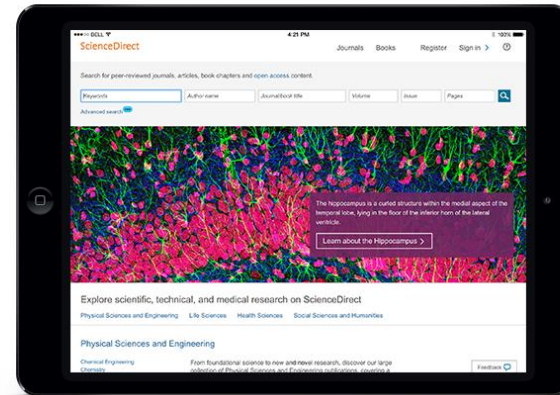 BELL
4:21 PM
100%
ScienceDirect
Journals Books Register Sign in >
Search for peer-reviewed journals, articles, book chapters and open access content.
Keywords Author name Journal/book title Volume Issue Pages
Advanced search
The hippocampus is a curled structure within the medial aspect of the
temporal lobe, lying in the floor of the inferior horn of the lateral
ventricle.
Learn about the Hippocampus >
Explore scientific, technical, and medical research on ScienceDirect
Physical Sciences and Engineering Life Sciences Health Sciences Social Sciences and Humanities
Physical Sciences and Engineering
Chemical Engineering
Chemistry
From foundational science to new and novel research, discover our large
collection of Physical Sciences and Engineering publications, covering a
Feedback